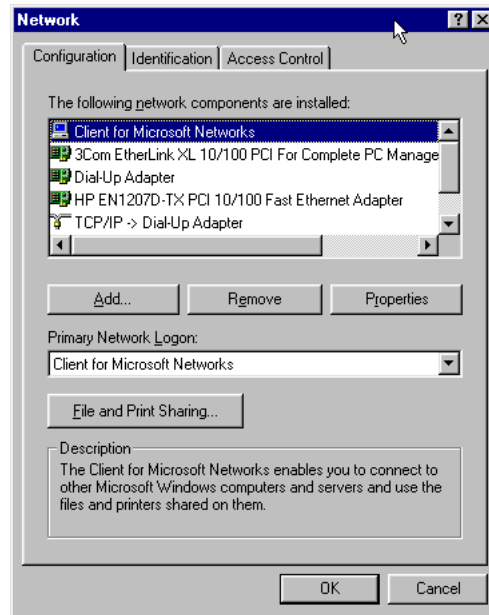 Network
Configuration Identification Access Control
The following network components are installed:
Client for Microsoft Networks
3Com EtherLink XL 10/100 PCI For Complete PC Manage
Dial-Up Adapter
HP EN1207D-TX PCI 10/100 Fast Ethernet Adapter
TCP/IP -> Dial-Up Adapter
Add... Remove Properties
Primary Network Logon:
Client for Microsoft Networks
File and Print Sharing...
Description
The Client for Microsoft Networks enables you to connect to
other Microsoft Windows computers and servers and use the
files and printers shared on them.
OK Cancel